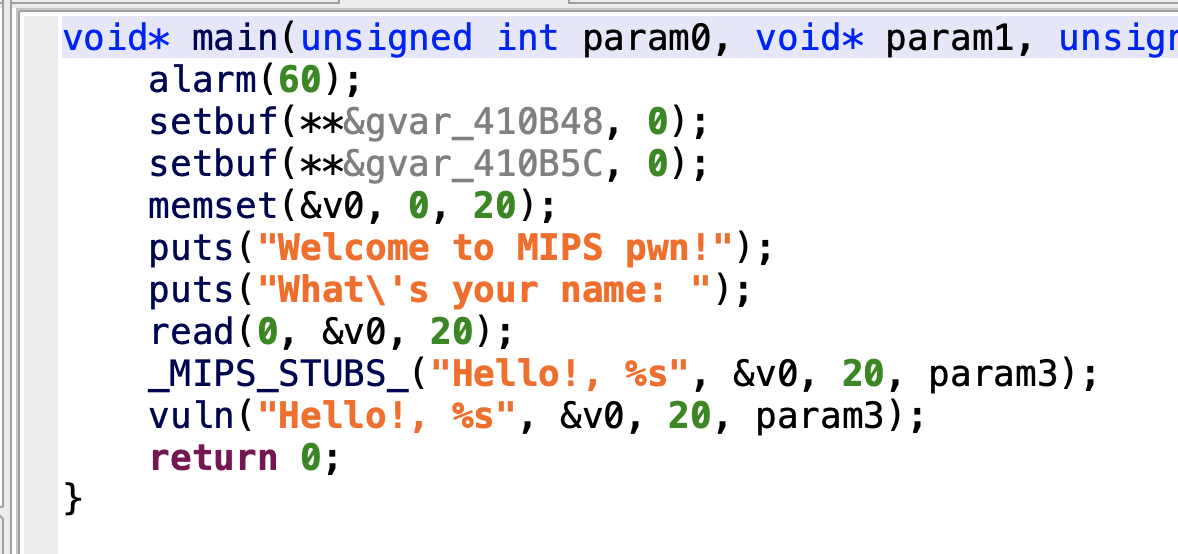 void* main(unsigned int param0, void* param1, unsigr
alarm(60);
setbuf(**&gvar_410B48, 0);
setbuf(**&gvar_410B5C, 0);
memset(&v0, 0, 20);
puts("Welcome to MIPS pwn!");
puts("What\'s your name: ");
read(0, &v0, 20);
_MIPS_STUBS_("Hello!, %s", &v0, 20, param3);
vuln("Hello!, %s", &v0, 20, param3);
return 0;
}